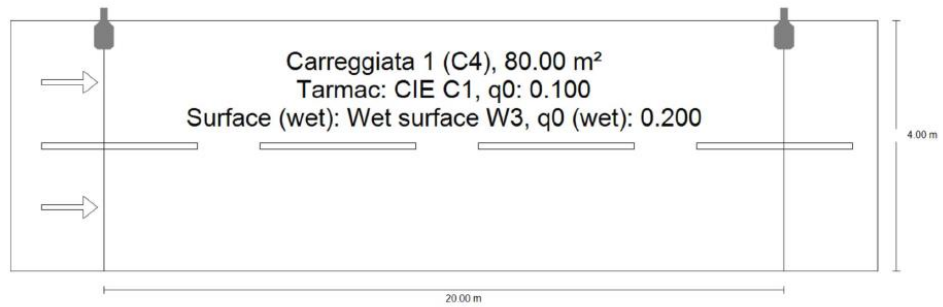 Carreggiata 1 (C4), 80.00 m²
Tarmac: CIE C1, q0: 0.100
Surface (wet): Wet surface W3, q0 (wet): 0.200
4.00 m
20.00 m